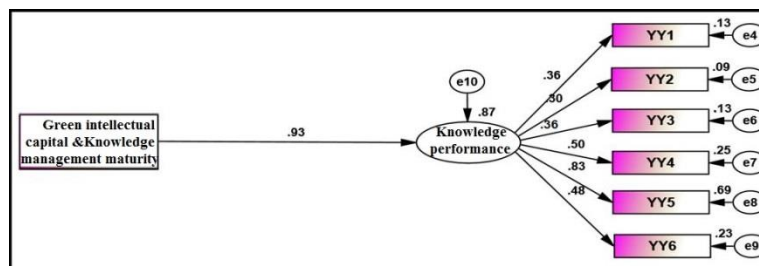 .13
YY1
e4
.36
.09
YY2
e5
.30
e10
.87
.13
YY3
e6
.36
Green intellectual
capital &Knowledge
management maturity
.93
Knowledge
performance
.50
.25
YY4
e7
.83
.69
YY5
e8
.48
.23
YY6
e9